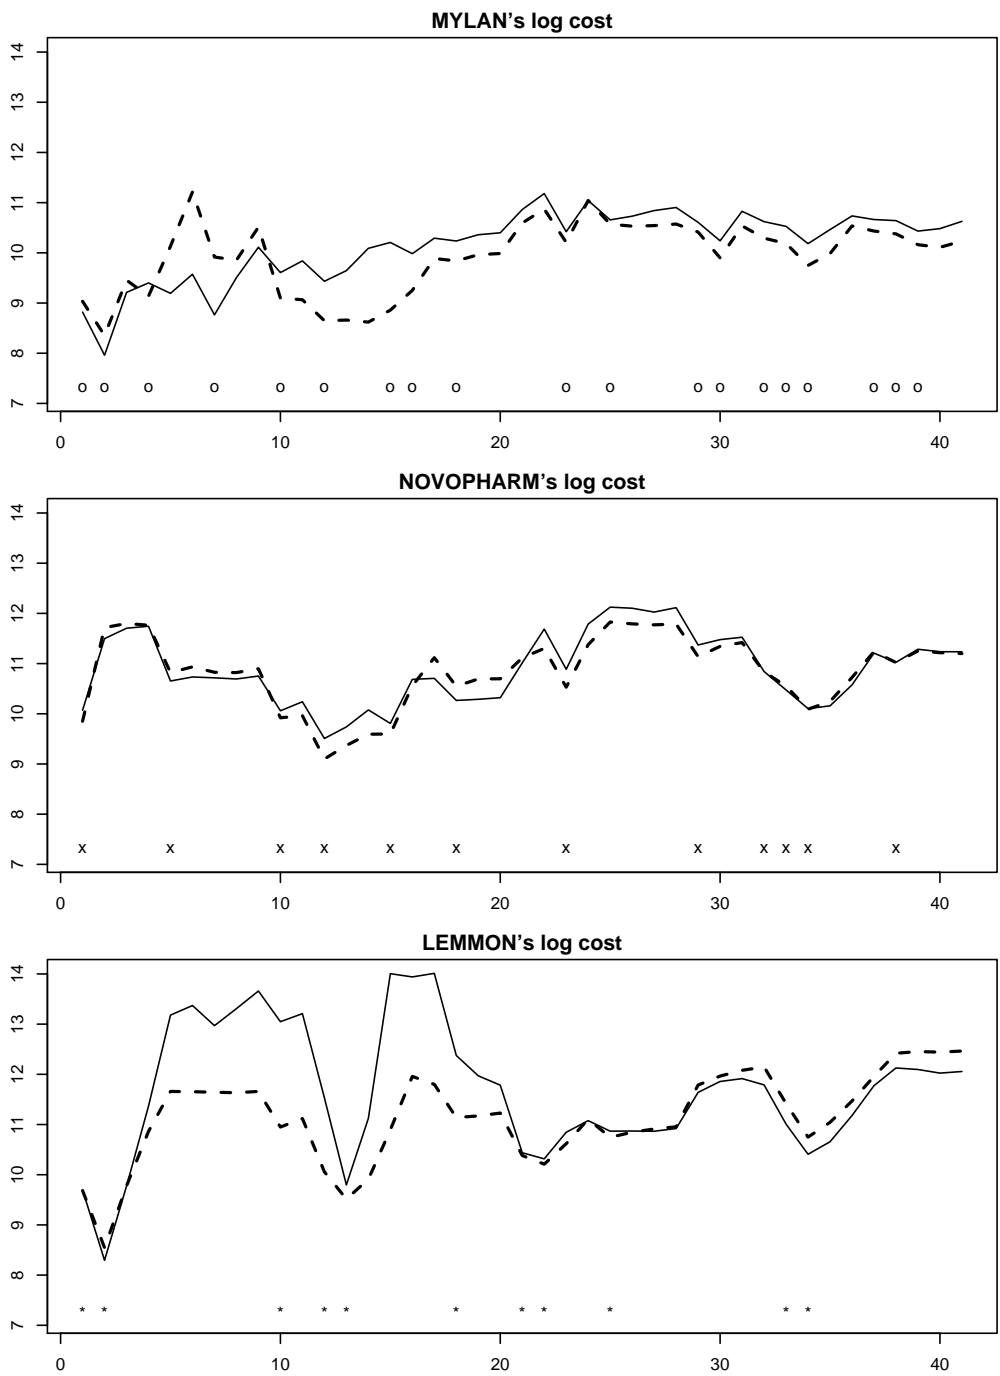 MYLAN's log cost
14
13
12
11
10
9
8
7
o o o o o o o o o o o o o o o o o o o
0 10 20 30 40
NOVOPHARM's log cost
14
13
12
11
10
9
8
7
x x x x x x x x x x x x
0 10 20 30 40
LEMMON's log cost
14
13
12
11
10
9
8
7
* * * * * * * * * * *
0 10 20 30 40